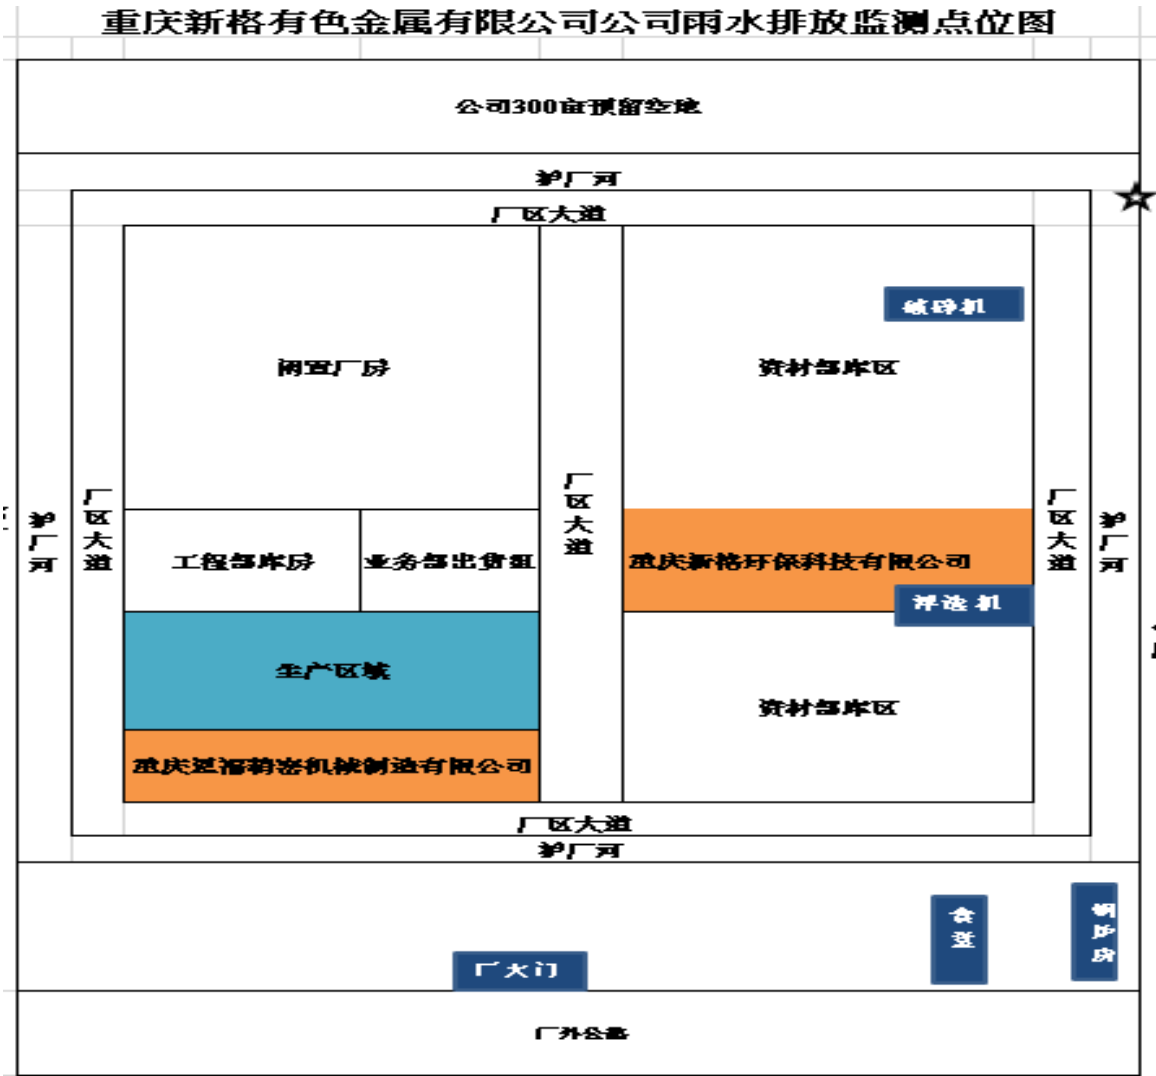 重庆新格有色金属有限公司公司雨水排放监测点位图
公司300亩预留空地
护厂河
厂区大道
破碎机
闲置厂房
资材部库区
护厂河
厂区大道
厂区大道
厂区大道
护厂河
工程部库房
业务部出货组
重庆新格环保科技有限公司
浮选机
生产区域
资材部库区
重庆
精密机械制造有限公司
厂区大道
护厂河
食堂
锅炉房
厂大门
厂外公路